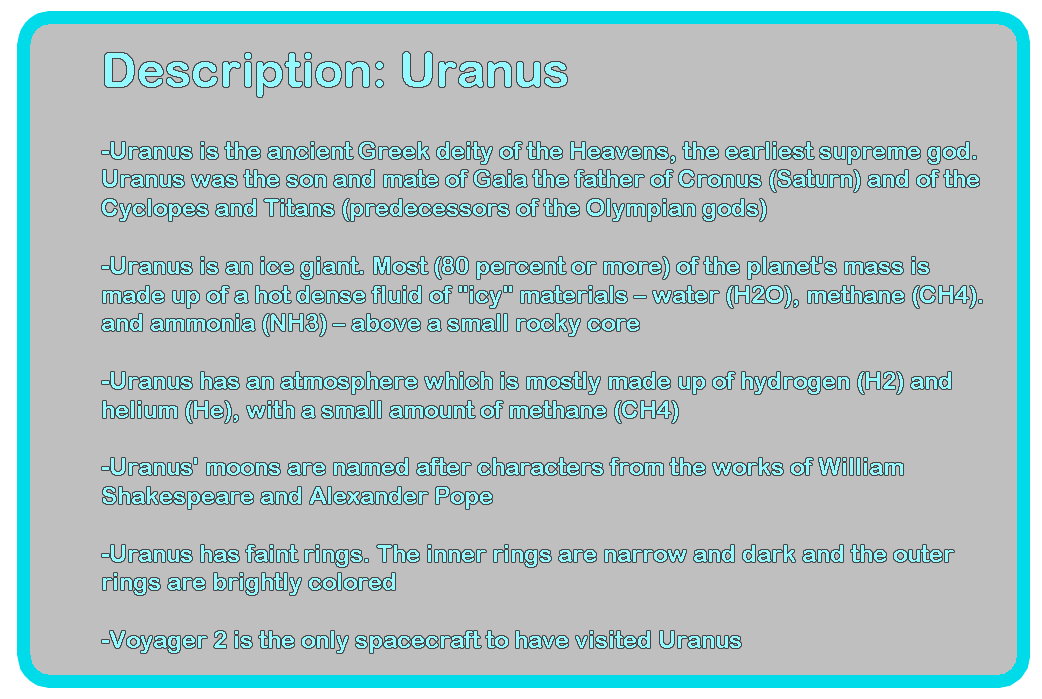 Description: Uranus
-Uranus is the ancient Greek deity of the Heavens, the earliest supreme god.
Uranus was the son and mate of Gaia the father of Cronus (Saturn) and of the
Cyclopes and Titans (predecessors of the Olympian gods)
-Uranus is an ice giant. Most (80 percent or more) of the planet's mass is
made up of a hot dense fluid of "icy" materials – water (H2O), methane (CH4).
and ammonia (NH3) – above a small rocky core
-Uranus has an atmosphere which is mostly made up of hydrogen (H2) and
helium (He), with a small amount of methane (CH4)
-Uranus' moons are named after characters from the works of William
Shakespeare and Alexander Pope
-Uranus has faint rings. The inner rings are narrow and dark and the outer
rings are brightly colored
-Voyager 2 is the only spacecraft to have visited Uranus